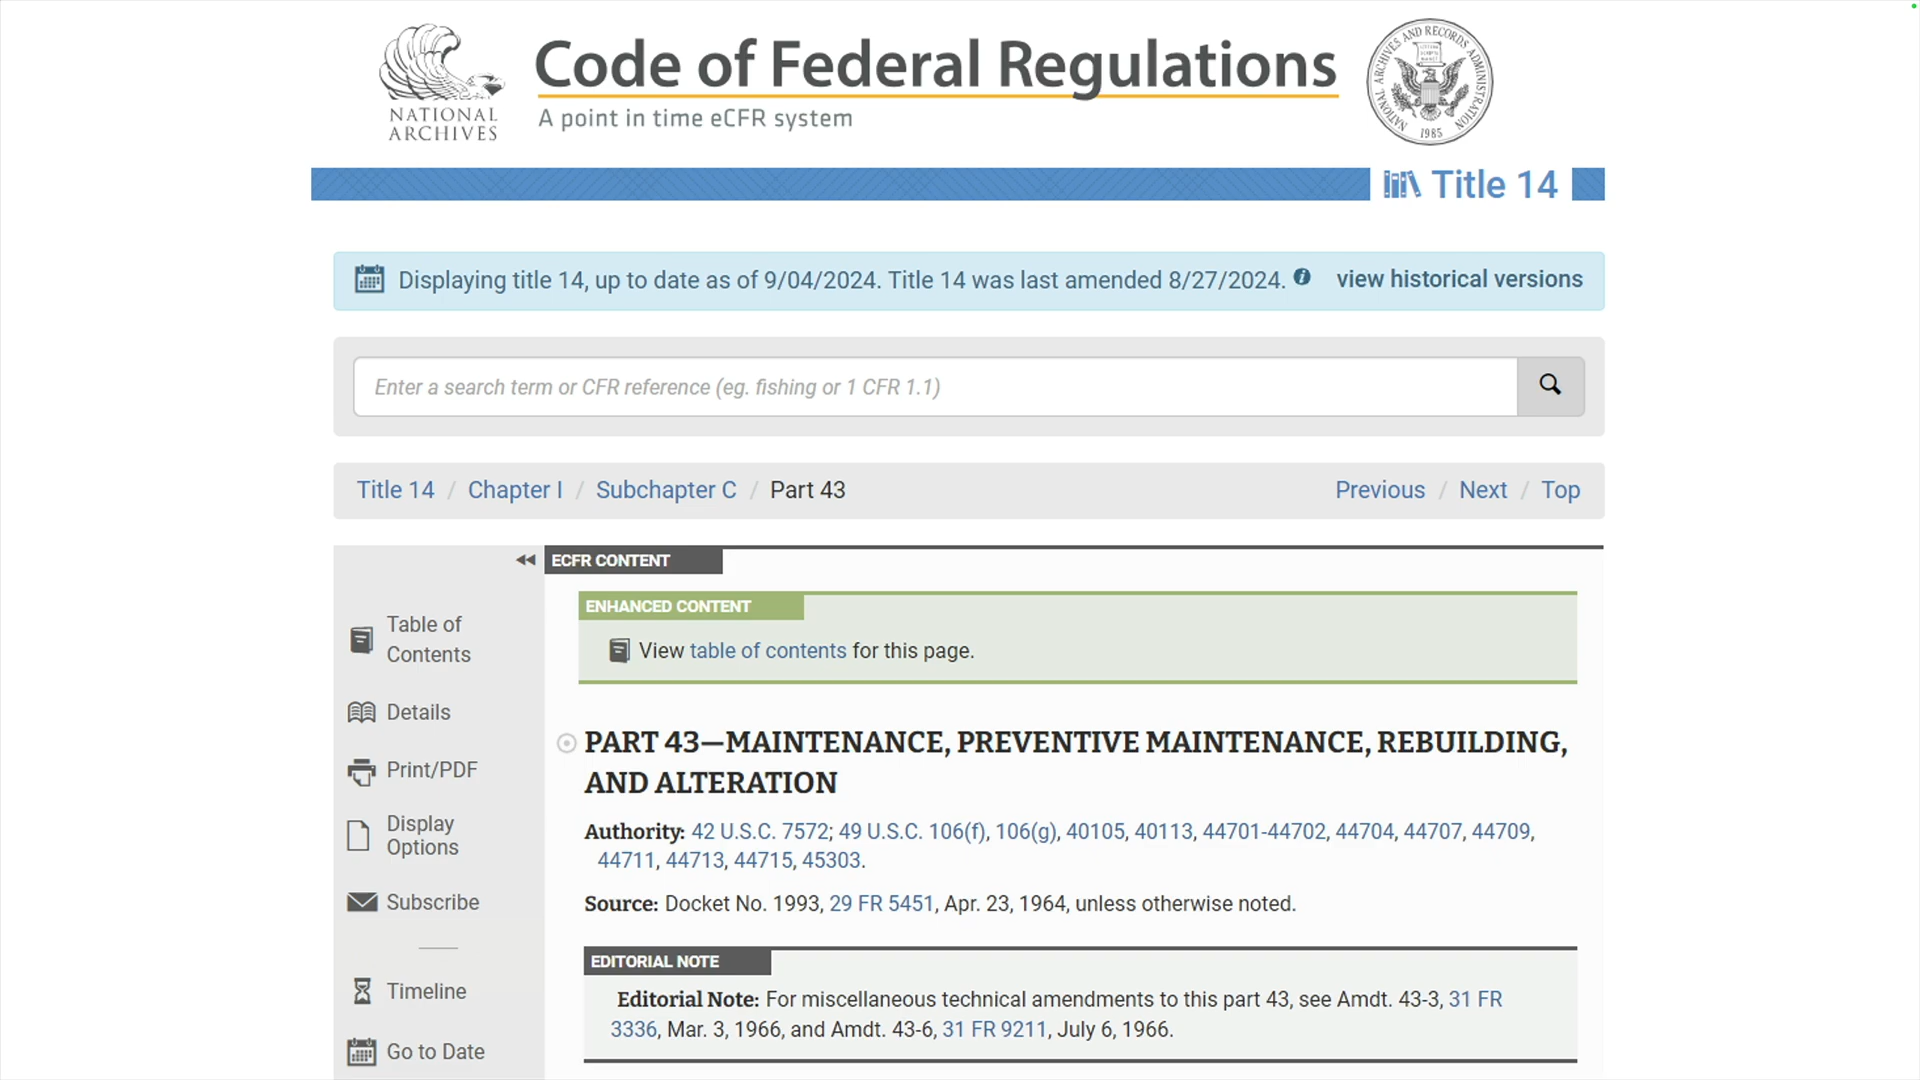 NATIONAL
ARCHIVES
Code of Federal Regulations
A point in time eCFR system
NATIONAL ARCHIVES AND RECORDS ADMINISTRATION
1985
Title 14
Displaying title 14, up to date as of 9/04/2024. Title 14 was last amended 8/27/2024. view historical versions
Enter a search term or CFR reference (eg. fishing or 1 CFR 1.1)
Title 14 / Chapter I / Subchapter C / Part 43
Previous / Next / Top
Table of
Contents
Details
Print/PDF
Display
Options
Subscribe
Timeline
Go to Date
ECFR CONTENT
ENHANCED CONTENT
View table of contents for this page.
PART 43—MAINTENANCE, PREVENTIVE MAINTENANCE, REBUILDING,
AND ALTERATION
Authority: 42 U.S.C. 7572; 49 U.S.C. 106(f), 106(g), 40105, 40113, 44701-44702, 44704, 44707, 44709,
44711, 44713, 44715, 45303.
Source: Docket No. 1993, 29 FR 5451, Apr. 23, 1964, unless otherwise noted.
EDITORIAL NOTE
Editorial Note: For miscellaneous technical amendments to this part 43, see Amdt. 43-3, 31 FR
3336, Mar. 3, 1966, and Amdt. 43-6, 31 FR 9211, July 6, 1966.